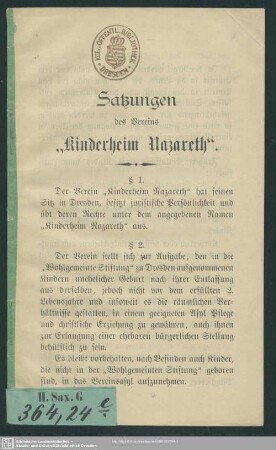 KGL. ÖFFENTL. BIBLIOTHEK
DRESDEN
Satzungen
des Vereins
„Kinderheim Nazareth“.
§ 1.
Der Verein „Kinderheim Nazareth“ hat seinen
Sitz in Dresden, besitzt juristische Persönlichkeit und
übt deren Rechte unter dem angegebenen Namen
„Kinderheim Nazareth“ aus.
§ 2.
Der Verein stellt sich zur Aufgabe, den in die
„Wohlgemeinte Stiftung“ zu Dresden aufgenommenen
Kindern unehelicher Geburt nach ihrer Entlassung
aus derselben, jedoch nicht vor dem erfüllten 2.
Lebensjahre und insoweit es die räumlichen Ver-
hältnisse gestatten, in einem geeigneten Asyl Pflege
und christliche Erziehung zu gewähren, auch ihnen
zur Erlangung einer ehrbaren bürgerlichen Stellung
behülflich zu sein.
Es bleibt vorbehalten, nach Befinden auch Kinder,
die nicht in der „Wohlgemeinten Stiftung“ geboren
sind, in das Vereinsasyl aufzunehmen.
H. Sax. G
364,24 e